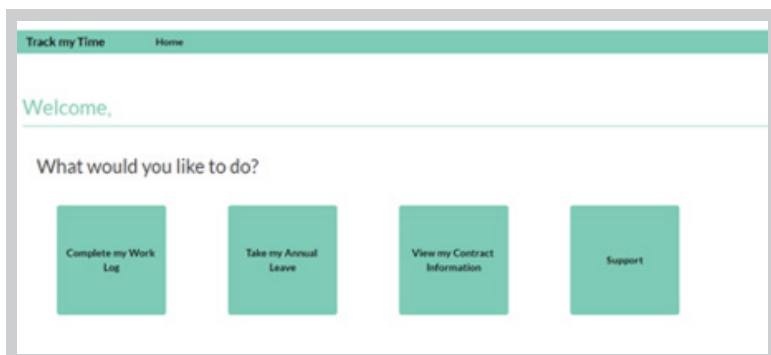 Track my Time Home
Welcome,
What would you like to do?
Complete my Work
Log
Take my Annual
Leave
View my Contract
Information
Support